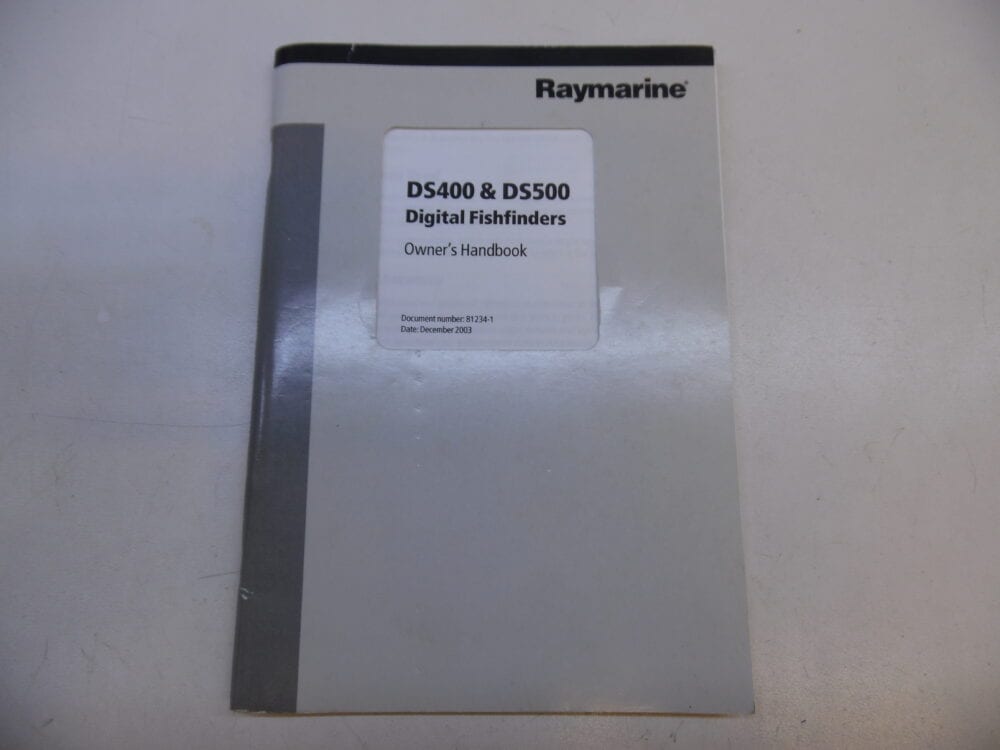 Raymarine®
DS400 & DS500
Digital Fishfinders
Owner's Handbook
Document number: 81234-1
Date: December 2003